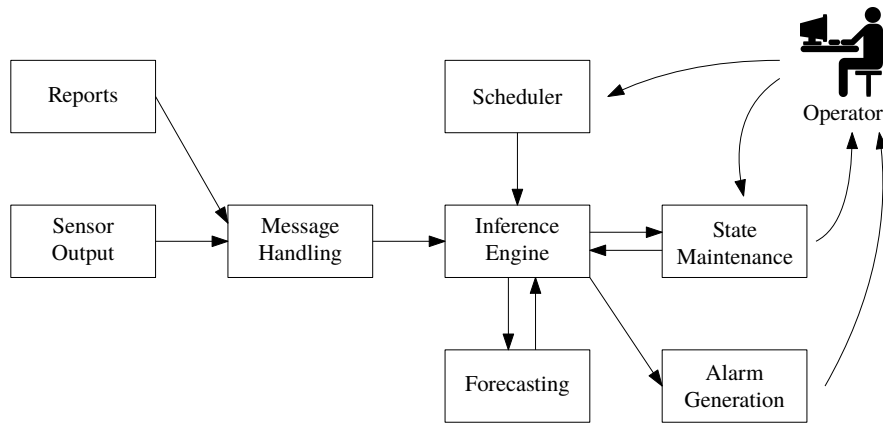 Reports
Scheduler
Operator
Sensor
Output
Message
Handling
Inference
Engine
State
Maintenance
Forecasting
Alarm
Generation